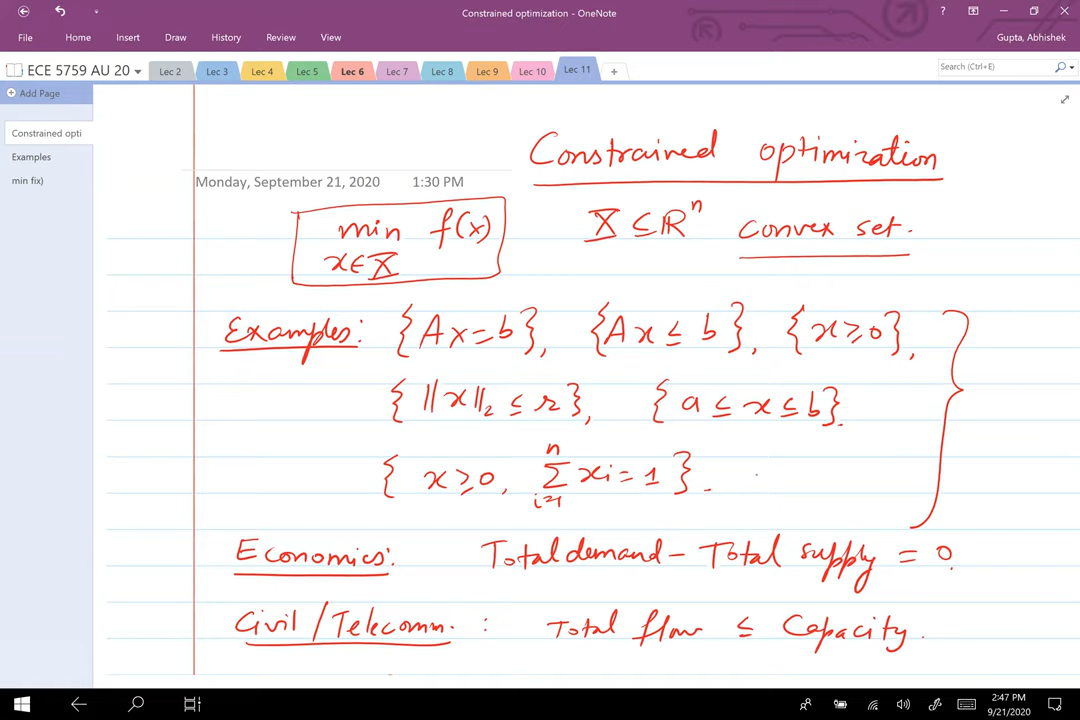 Constrained optimization - OneNote
?
File Home Insert Draw History Review View
Gupta, Abhishek
ECE 5759 AU 20
Lec 2 Lec 3 Lec 4 Lec 5 Lec 6 Lec 7 Lec 8 Lec 9 Lec 10 Lec 11 +
Search (Ctrl+E)
Add Page
Constrained opti
Examples
min f(x)
Constrained optimization
Monday, September 21, 2020 1:30 PM
min f(x)
x∈X
X ⊆ ℝⁿ convex set.
Examples: {Ax=b}, {Ax ≤ b}, {x≥0},
{‖x‖₂ ≤ r}, {a ≤ x ≤ b}.
{x≥0, ∑ᵢ₌₁ⁿ xi = 1}.
Economics: Total demand – Total supply = 0.
Civil/Telecomm. : Total flow ≤ Capacity.
2:47 PM
9/21/2020